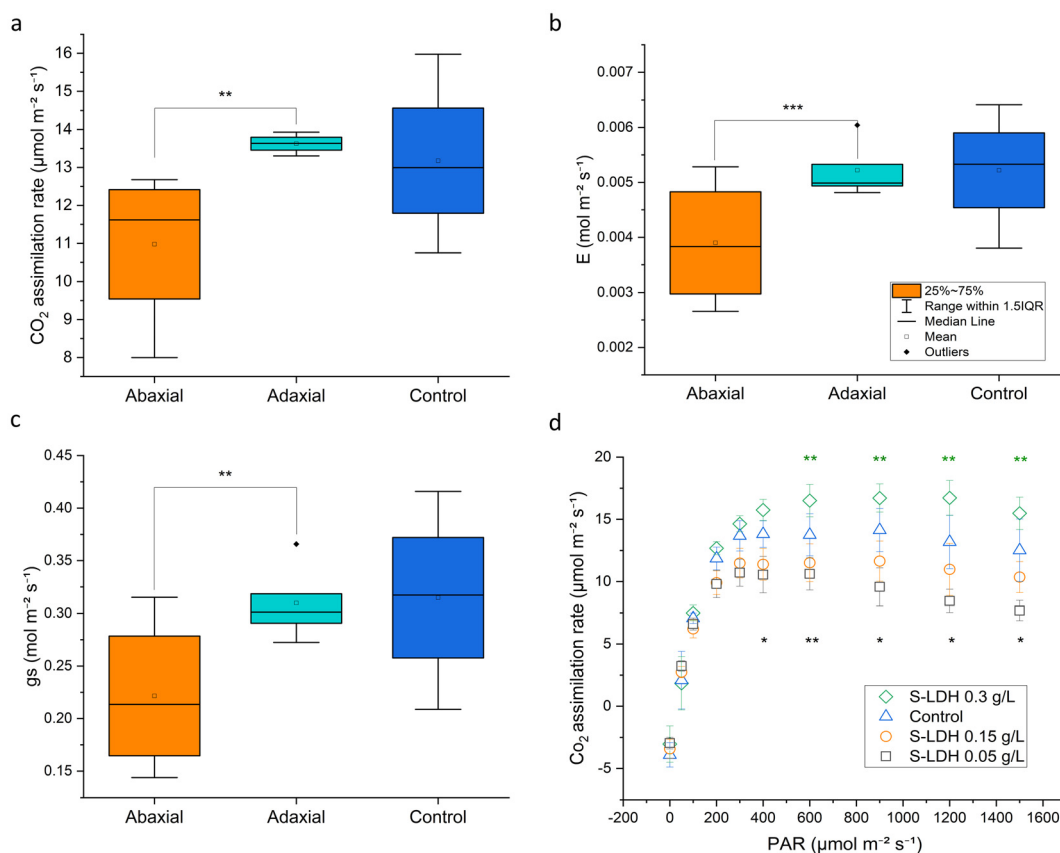 a
CO₂ assimilation rate (µmol m⁻² s⁻¹)
16
15
14
13
12
11
10
9
8
**
Abaxial
Adaxial
Control
b
E (mol m⁻² s⁻¹)
0.007
0.006
0.005
0.004
0.003
0.002
***
25%~75%
Range within 1.5IQR
Median Line
Mean
Outliers
Abaxial
Adaxial
Control
c
gs (mol m⁻² s⁻¹)
0.45
0.40
0.35
0.30
0.25
0.20
0.15
**
Abaxial
Adaxial
Control
d
Co₂ assimilation rate (µmol m⁻² s⁻¹)
20
15
10
5
0
-5
** ** ** **
* ** * * *
S-LDH 0.3 g/L
Control
S-LDH 0.15 g/L
S-LDH 0.05 g/L
-200 0 200 400 600 800 1000 1200 1400 1600
PAR (µmol m⁻² s⁻¹)